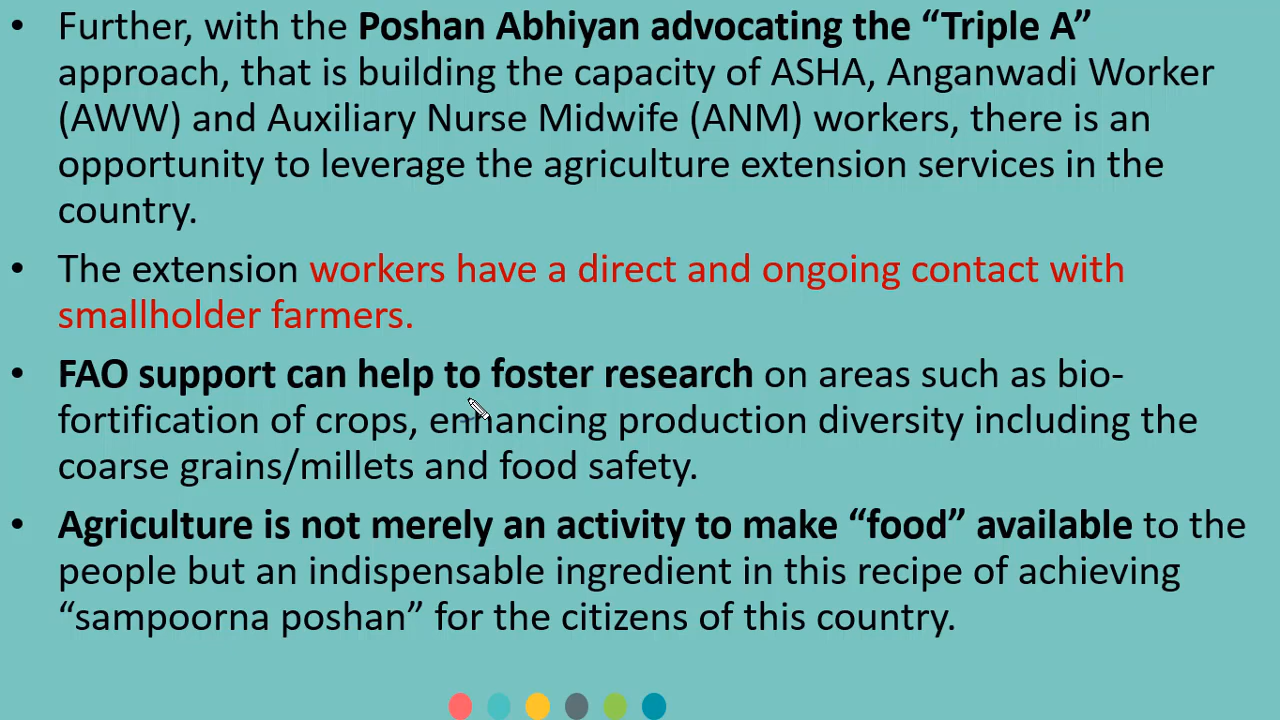 • Further, with the Poshan Abhiyan advocating the “Triple A”
approach, that is building the capacity of ASHA, Anganwadi Worker
(AWW) and Auxiliary Nurse Midwife (ANM) workers, there is an
opportunity to leverage the agriculture extension services in the
country.
• The extension workers have a direct and ongoing contact with
smallholder farmers.
• FAO support can help to foster research on areas such as bio-
fortification of crops, enhancing production diversity including the
coarse grains/millets and food safety.
• Agriculture is not merely an activity to make “food” available to the
people but an indispensable ingredient in this recipe of achieving
“sampoorna poshan” for the citizens of this country.